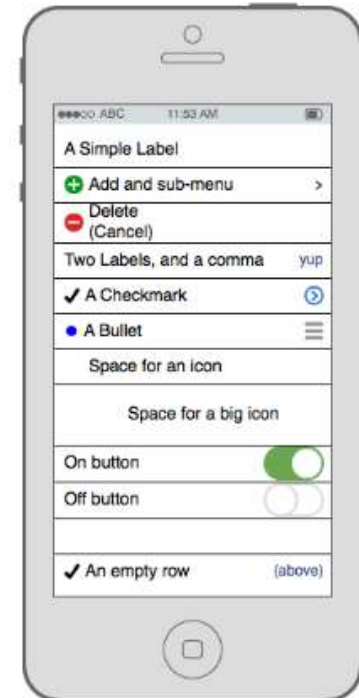 ABC 11:53 AM
A Simple Label
Add and sub-menu >
Delete
(Cancel)
Two Labels, and a comma yup
✓ A Checkmark
A Bullet
Space for an icon
Space for a big icon
On button
Off button
✓ An empty row (above)